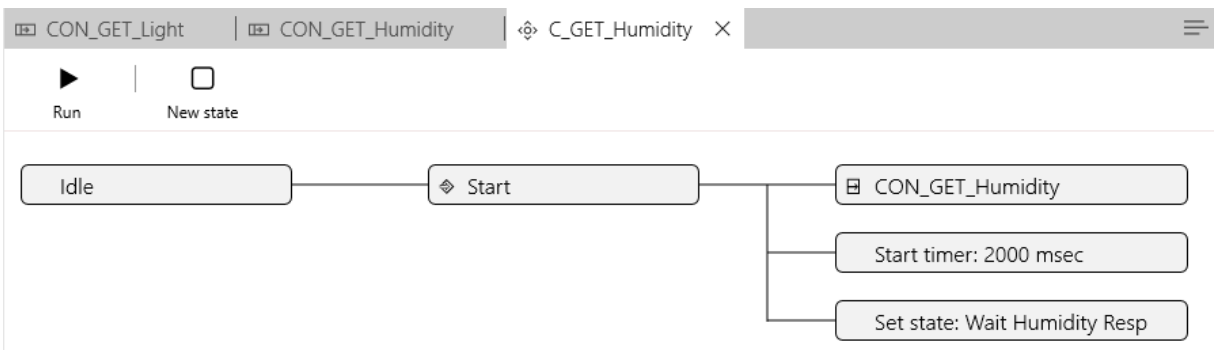 CON_GET_Light CON_GET_Humidity C_GET_Humidity
Run New state
Idle Start CON_GET_Humidity
Start timer: 2000 msec
Set state: Wait Humidity Resp